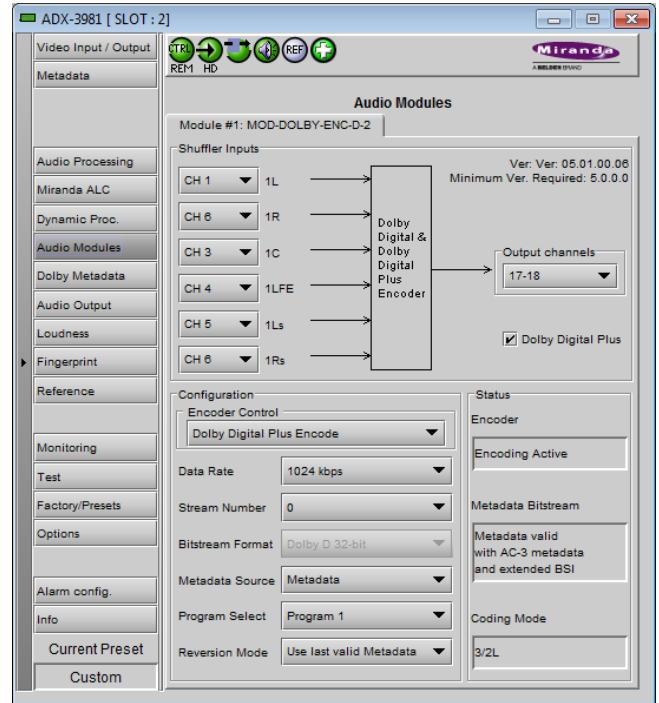 ADX-3981 [ SLOT : 2]
Video Input / Output
Metadata
Audio Processing
Miranda ALC
Dynamic Proc.
Audio Modules
Dolby Metadata
Audio Output
Loudness
Fingerprint
Reference
Monitoring
Test
Factory/Presets
Options
Alarm config.
Info
Current Preset
Custom
CTRL
REF
REM HD
Miranda
A BELDEN BRAND
Audio Modules
Module #1: MOD-DOLBY-ENC-D-2
Shuffler Inputs
Ver: Ver: 05.01.00.06
Minimum Ver. Required: 5.0.0.0
CH 1 1L
CH 6 1R
CH 3 1C
CH 4 1LFE
CH 5 1Ls
CH 6 1Rs
Dolby
Digital &
Dolby
Digital
Plus
Encoder
Output channels
17-18
Dolby Digital Plus
Configuration
Encoder Control
Dolby Digital Plus Encode
Data Rate 1024 kbps
Stream Number 0
Bitstream Format Dolby D 32-bit
Metadata Source Metadata
Program Select Program 1
Reversion Mode Use last valid Metadata
Status
Encoder
Encoding Active
Metadata Bitstream
Metadata valid
with AC-3 metadata
and extended BSI
Coding Mode
3/2L